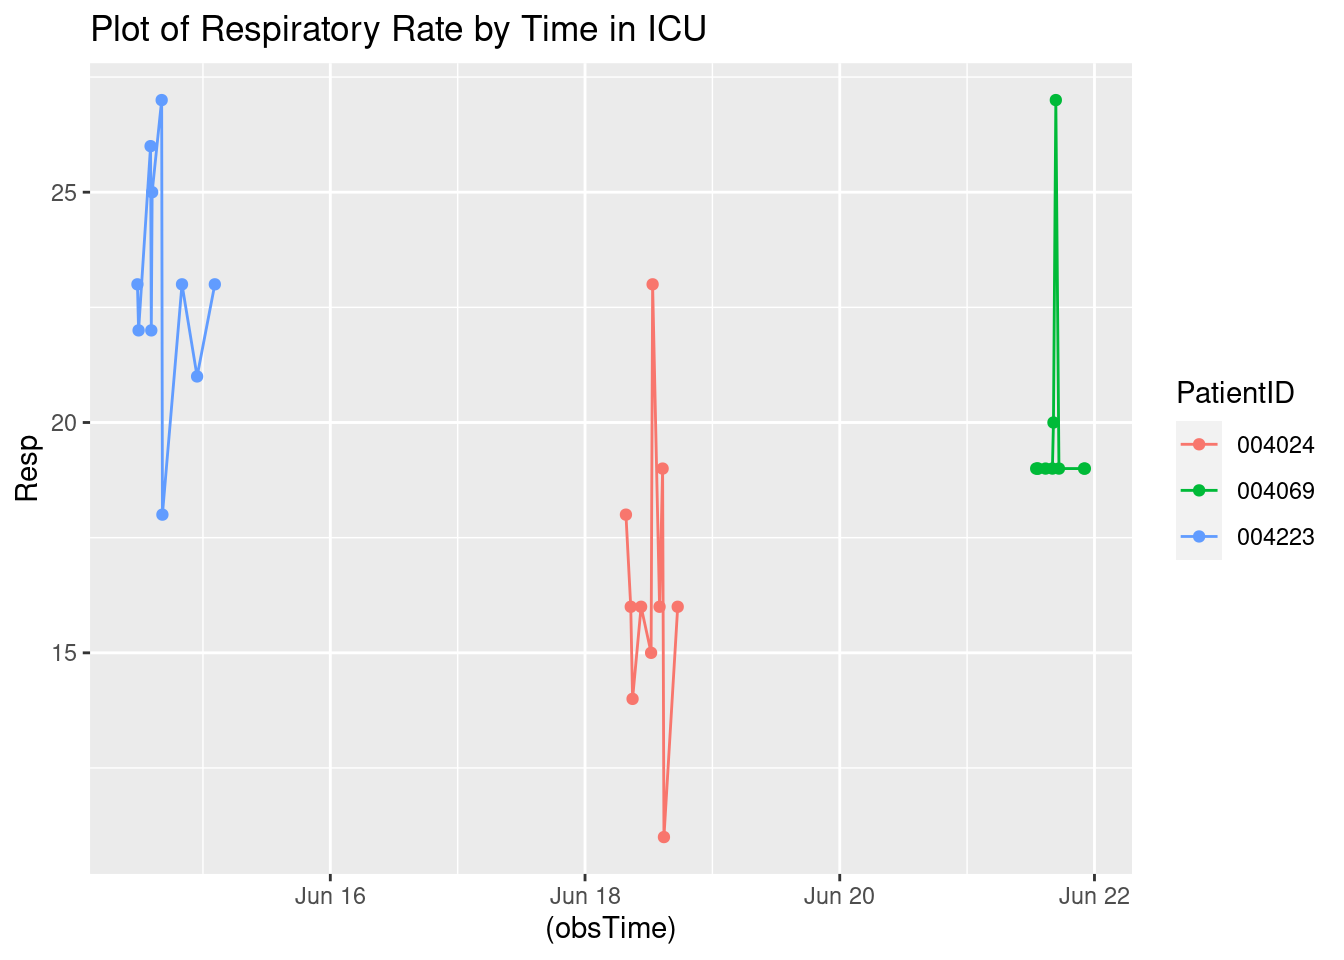 Plot of Respiratory Rate by Time in ICU
Resp
25
20
15
Jun 16
Jun 18
Jun 20
Jun 22
(obsTime)
PatientID
004024
004069
004223